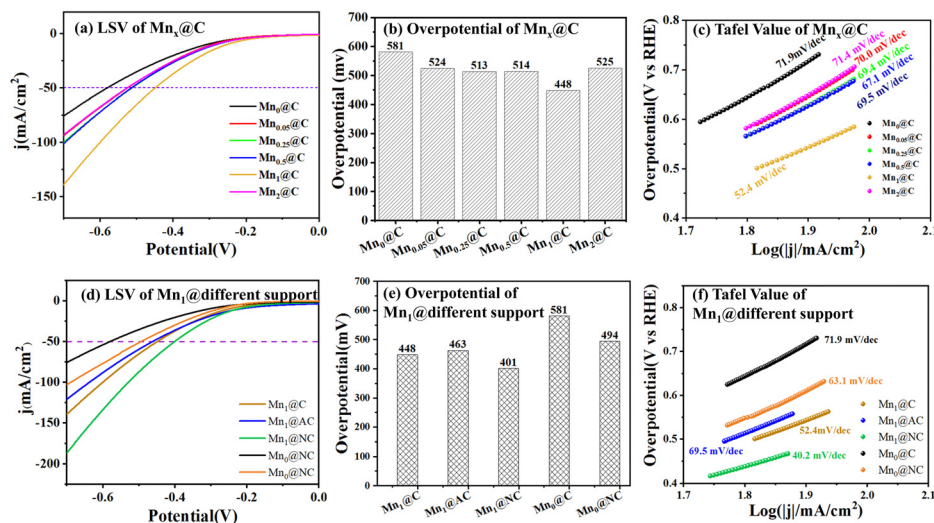 (a) LSV of Mnₓ@C
0
-50
-100
-150
j(mA/cm²)
-0.6
-0.4
-0.2
0.0
Potential(V)
Mn₀@C
Mn₀.₀₅@C
Mn₀.₂₅@C
Mn₀.₅@C
Mn₁@C
Mn₂@C
(b) Overpotential of Mnₓ@C
700
600
500
400
300
200
100
0
Overpotential (mv)
581
524
513
514
448
525
Mn₀@C
Mn₀.₀₅@C
Mn₀.₂₅@C
Mn₀.₅@C
Mn₁@C
Mn₂@C
(c) Tafel Value of Mnₓ@C
0.8
0.7
0.6
0.5
0.4
Overpotential(V vs RHE)
71.9mV/dec
71.4 mV/dec
70.0 mV/dec
69.4 mV/dec
67.1 mV/dec
69.5 mV/dec
52.4 mV/dec
Mn₀@C
Mn₀.₀₅@C
Mn₀.₂₅@C
Mn₀.₅@C
Mn₁@C
Mn₂@C
1.7
1.8
1.9
2.0
2.1
Log(|j|/mA/cm²)
(d) LSV of Mn₁@different support
0
-50
-100
-150
-200
j(mA/cm²)
-0.6
-0.4
-0.2
0.0
Potential(V)
Mn₁@C
Mn₁@AC
Mn₁@NC
Mn₀@C
Mn₀@NC
(e) Overpotential of
Mn₁@different support
700
600
500
400
300
200
100
0
Overpotential(mV)
448
463
401
581
494
Mn₁@C
Mn₁@AC
Mn₁@NC
Mn₀@C
Mn₀@NC
(f) Tafel Value of
Mn₁@different support
0.8
0.7
0.6
0.5
0.4
Overpotential(V vs RHE)
71.9 mV/dec
63.1 mV/dec
52.4mV/dec
69.5 mV/dec
40.2 mV/dec
Mn₁@C
Mn₁@AC
Mn₁@NC
Mn₀@C
Mn₀@NC
1.7
1.8
1.9
2.0
2.1
Log(|j|/mA/cm²)